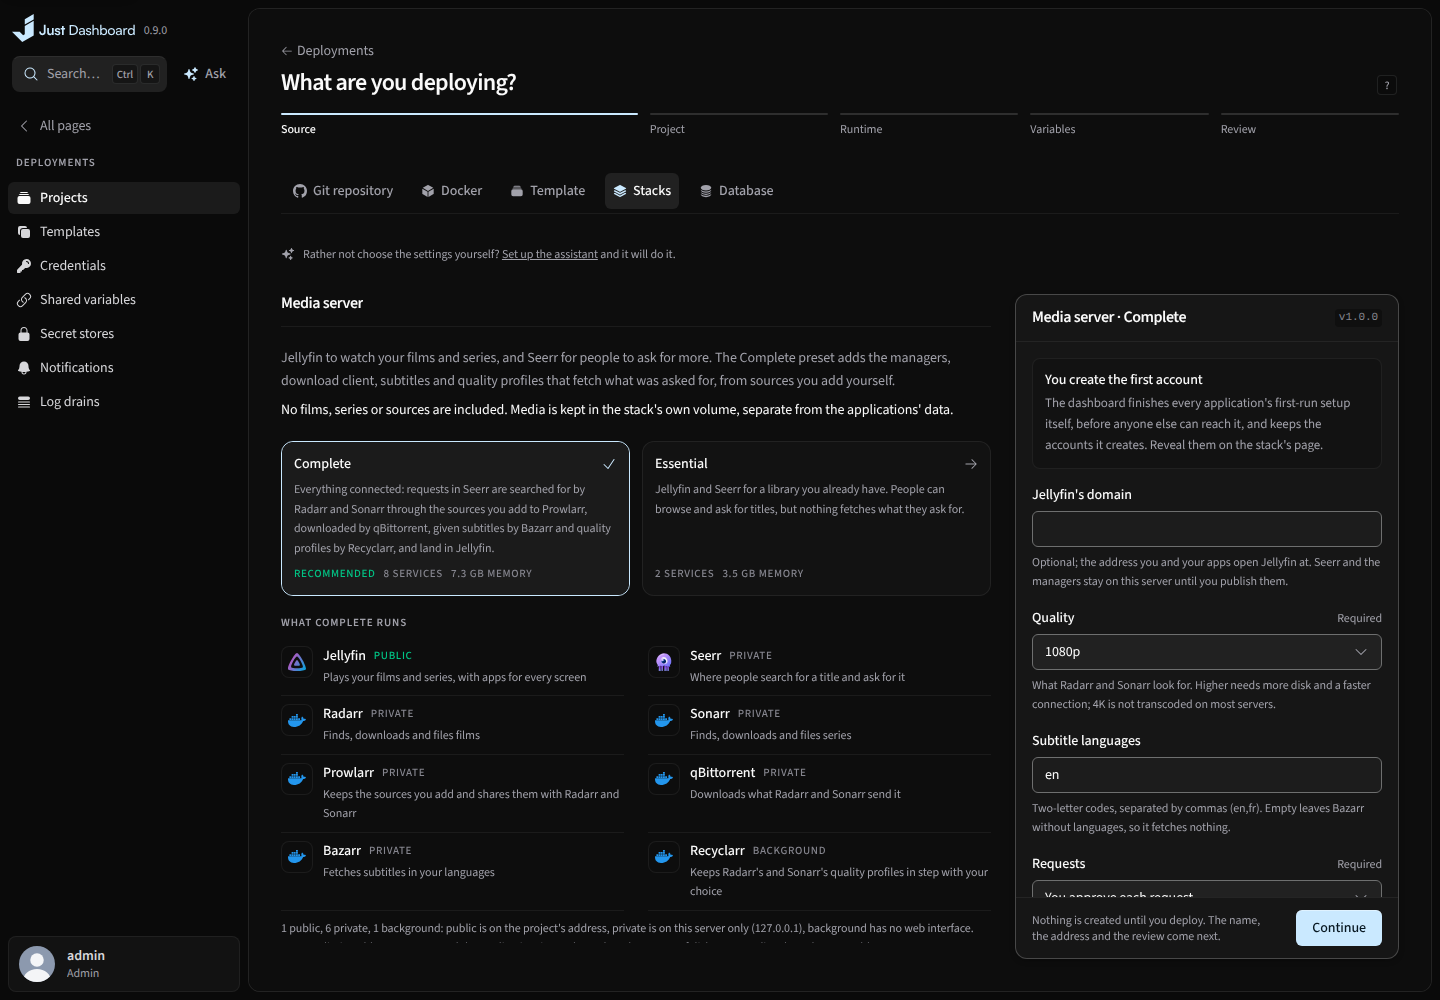 Just Dashboard 0.9.0
Search... Ctrl K
Ask
All pages
DEPLOYMENTS
Projects
Templates
Credentials
Shared variables
Secret stores
Notifications
Log drains
admin
Admin
← Deployments
What are you deploying?
?
Source
Project
Runtime
Variables
Review
Git repository
Docker
Template
Stacks
Database
Rather not choose the settings yourself? Set up the assistant and it will do it.
Media server
Jellyfin to watch your films and series, and Seerr for people to ask for more. The Complete preset adds the managers,
download client, subtitles and quality profiles that fetch what was asked for, from sources you add yourself.
No films, series or sources are included. Media is kept in the stack's own volume, separate from the applications' data.
Complete
Everything connected: requests in Seerr are searched for by
Radarr and Sonarr through the sources you add to Prowlarr,
downloaded by qBittorrent, given subtitles by Bazarr and quality
profiles by Recyclarr, and land in Jellyfin.
RECOMMENDED 8 SERVICES 7.3 GB MEMORY
Essential
Jellyfin and Seerr for a library you already have. People can
browse and ask for titles, but nothing fetches what they ask for.
2 SERVICES 3.5 GB MEMORY
WHAT COMPLETE RUNS
Jellyfin PUBLIC
Plays your films and series, with apps for every screen
Seerr PRIVATE
Where people search for a title and ask for it
Radarr PRIVATE
Finds, downloads and files films
Sonarr PRIVATE
Finds, downloads and files series
Prowlarr PRIVATE
Keeps the sources you add and shares them with Radarr and
Sonarr
qBittorrent PRIVATE
Downloads what Radarr and Sonarr send it
Bazarr PRIVATE
Fetches subtitles in your languages
Recyclarr BACKGROUND
Keeps Radarr's and Sonarr's quality profiles in step with your
choice
1 public, 6 private, 1 background: public is on the project's address, private is on this server only (127.0.0.1), background has no web interface.
Media server · Complete
v1.0.0
You create the first account
The dashboard finishes every application's first-run setup
itself, before anyone else can reach it, and keeps the
accounts it creates. Reveal them on the stack's page.
Jellyfin's domain
Optional; the address you and your apps open Jellyfin at. Seerr and the
managers stay on this server until you publish them.
Quality Required
1080p
What Radarr and Sonarr look for. Higher needs more disk and a faster
connection; 4K is not transcoded on most servers.
Subtitle languages
en
Two-letter codes, separated by commas (en,fr). Empty leaves Bazarr
without languages, so it fetches nothing.
Requests Required
You approve each request
Nothing is created until you deploy. The name,
the address and the review come next.
Continue